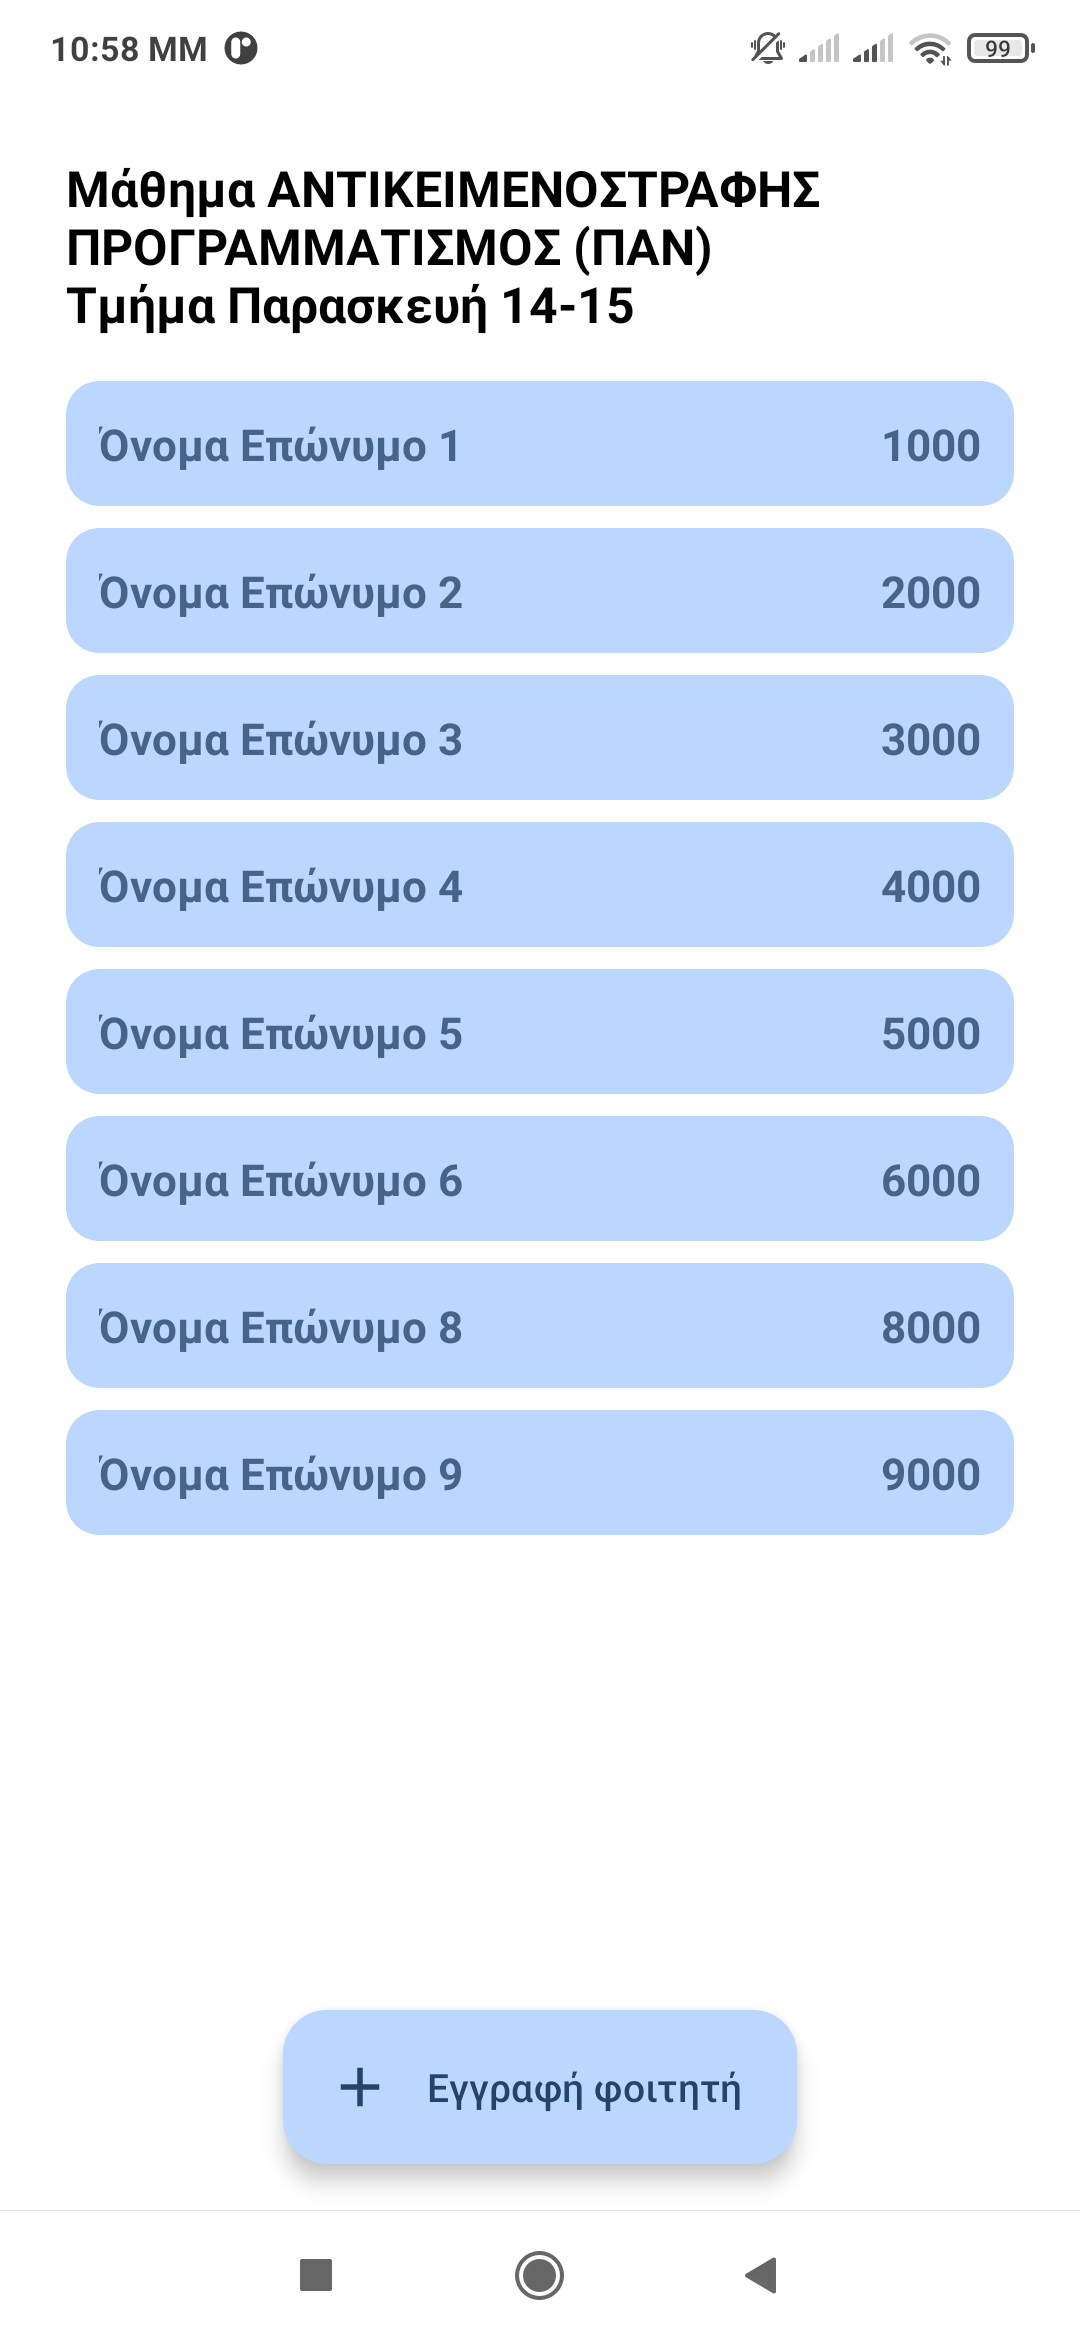 10:58 ΜΜ
99
Μάθημα ΑΝΤΙΚΕΙΜΕΝΟΣΤΡΑΦΗΣ
ΠΡΟΓΡΑΜΜΑΤΙΣΜΟΣ (ΠΑΝ)
Τμήμα Παρασκευή 14-15
Όνομα Επώνυμο 1 1000
Όνομα Επώνυμο 2 2000
Όνομα Επώνυμο 3 3000
Όνομα Επώνυμο 4 4000
Όνομα Επώνυμο 5 5000
Όνομα Επώνυμο 6 6000
Όνομα Επώνυμο 8 8000
Όνομα Επώνυμο 9 9000
+ Εγγραφή φοιτητή